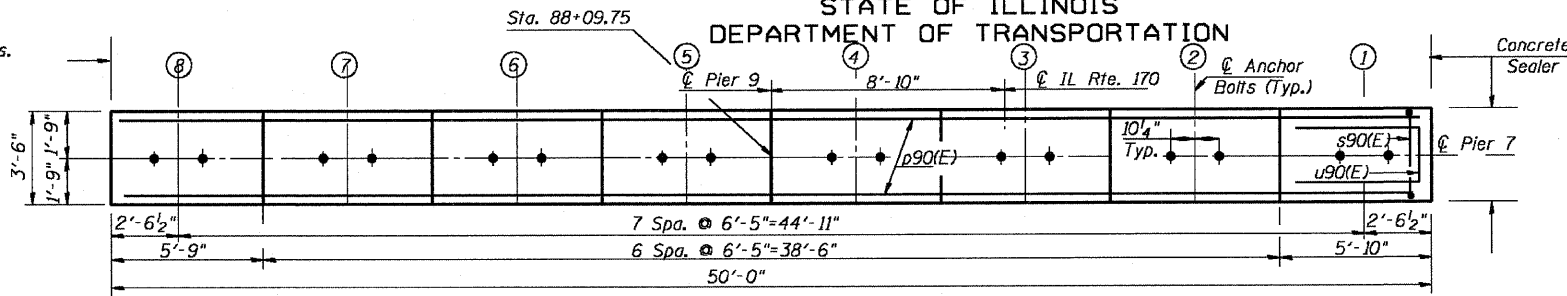 STATE OF ILLINOIS
DEPARTMENT OF TRANSPORTATION
Sta. 88+09.75
s.
8
7
6
5
4
3
2
1
℄ Pier 9
8'-10"
℄ IL Rte. 170
℄ Anchor
Bolts (Typ.)
Concrete
Sealer
3'-6"
1'-9"
1'-9"
10¼"
Typ.
p90(E)
s90(E)
u90(E)
℄ Pier 7
2'-6½"
7 Spa. @ 6'-5"=44'-11"
2'-6½"
5'-9"
6 Spa. @ 6'-5"=38'-6"
5'-10"
50'-0"